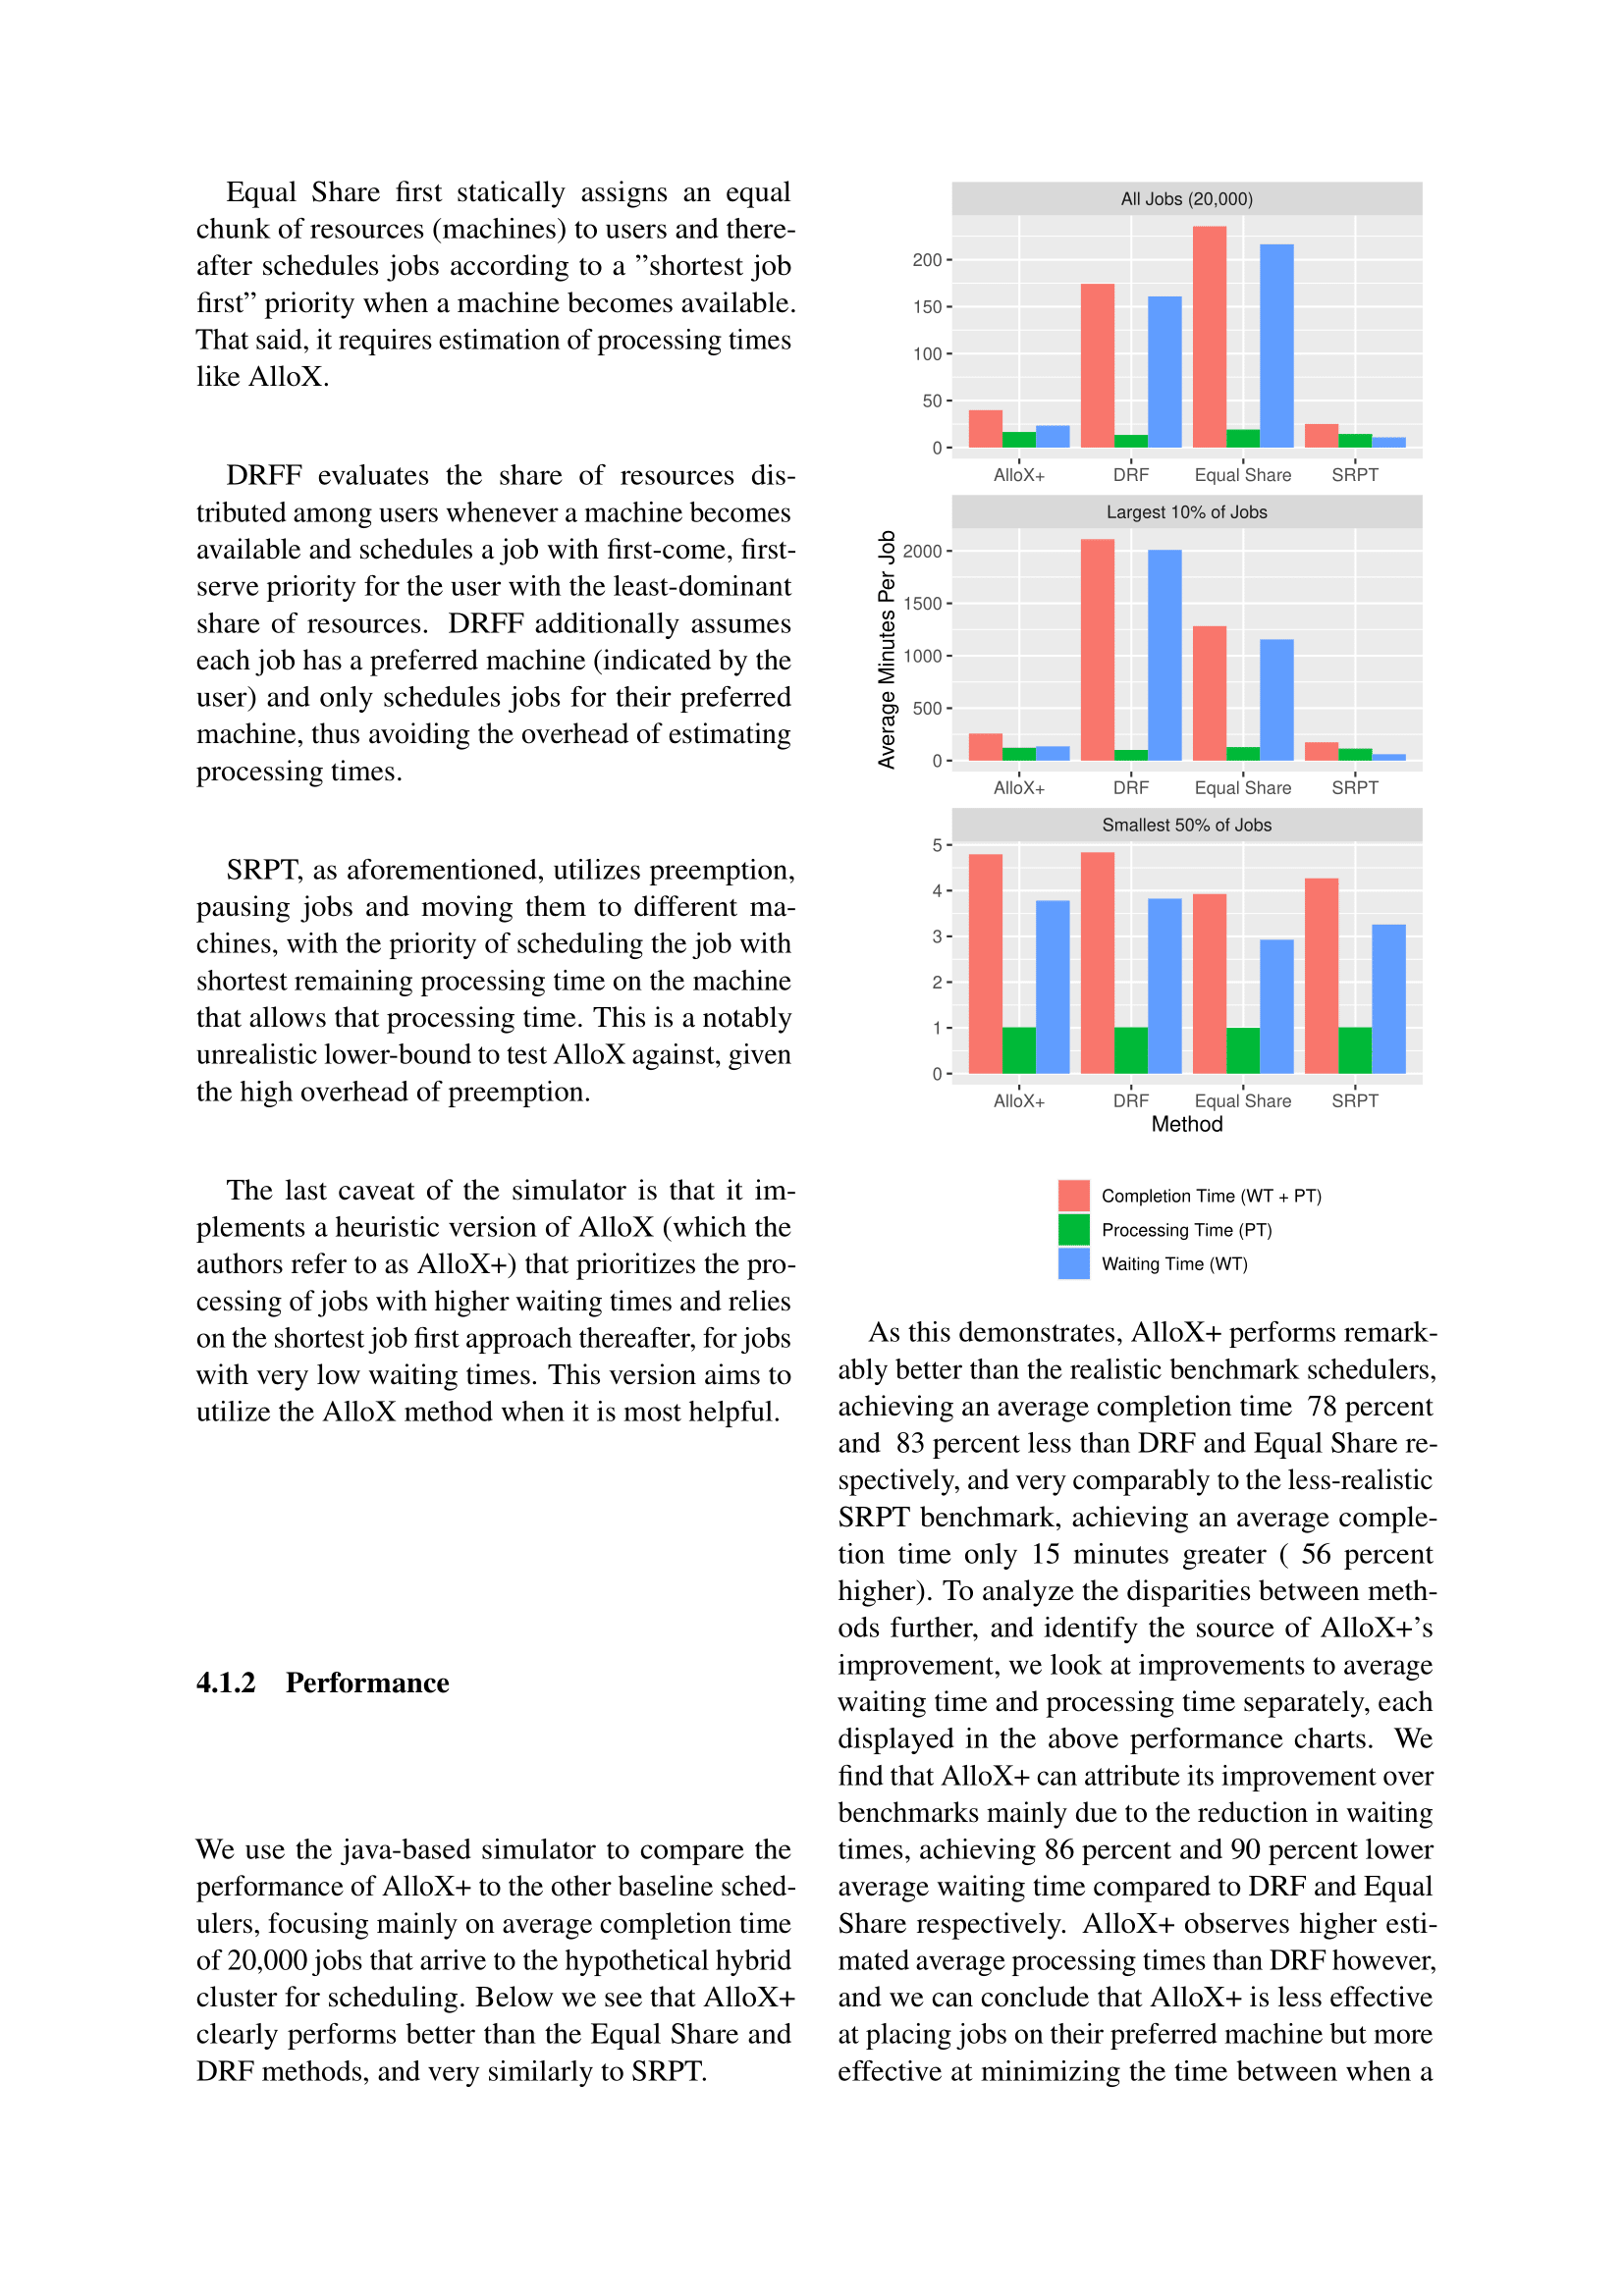 Equal Share first statically assigns an equal
chunk of resources (machines) to users and there-
after schedules jobs according to a ”shortest job
first” priority when a machine becomes available.
That said, it requires estimation of processing times
like AlloX.
DRFF evaluates the share of resources dis-
tributed among users whenever a machine becomes
available and schedules a job with first-come, first-
serve priority for the user with the least-dominant
share of resources. DRFF additionally assumes
each job has a preferred machine (indicated by the
user) and only schedules jobs for their preferred
machine, thus avoiding the overhead of estimating
processing times.
SRPT, as aforementioned, utilizes preemption,
pausing jobs and moving them to different ma-
chines, with the priority of scheduling the job with
shortest remaining processing time on the machine
that allows that processing time. This is a notably
unrealistic lower-bound to test AlloX against, given
the high overhead of preemption.
The last caveat of the simulator is that it im-
plements a heuristic version of AlloX (which the
authors refer to as AlloX+) that prioritizes the pro-
cessing of jobs with higher waiting times and relies
on the shortest job first approach thereafter, for jobs
with very low waiting times. This version aims to
utilize the AlloX method when it is most helpful.
4.1.2 Performance
We use the java-based simulator to compare the
performance of AlloX+ to the other baseline sched-
ulers, focusing mainly on average completion time
of 20,000 jobs that arrive to the hypothetical hybrid
cluster for scheduling. Below we see that AlloX+
clearly performs better than the Equal Share and
DRF methods, and very similarly to SRPT.
Average Minutes Per Job
All Jobs (20,000)
200
150
100
50
0
AlloX+ DRF Equal Share SRPT
Largest 10% of Jobs
2000
1500
1000
500
0
AlloX+ DRF Equal Share SRPT
Smallest 50% of Jobs
5
4
3
2
1
0
AlloX+ DRF Equal Share SRPT
Method
Completion Time (WT + PT)
Processing Time (PT)
Waiting Time (WT)
As this demonstrates, AlloX+ performs remark-
ably better than the realistic benchmark schedulers,
achieving an average completion time 78 percent
and 83 percent less than DRF and Equal Share re-
spectively, and very comparably to the less-realistic
SRPT benchmark, achieving an average comple-
tion time only 15 minutes greater ( 56 percent
higher). To analyze the disparities between meth-
ods further, and identify the source of AlloX+’s
improvement, we look at improvements to average
waiting time and processing time separately, each
displayed in the above performance charts. We
find that AlloX+ can attribute its improvement over
benchmarks mainly due to the reduction in waiting
times, achieving 86 percent and 90 percent lower
average waiting time compared to DRF and Equal
Share respectively. AlloX+ observes higher esti-
mated average processing times than DRF however,
and we can conclude that AlloX+ is less effective
at placing jobs on their preferred machine but more
effective at minimizing the time between when a